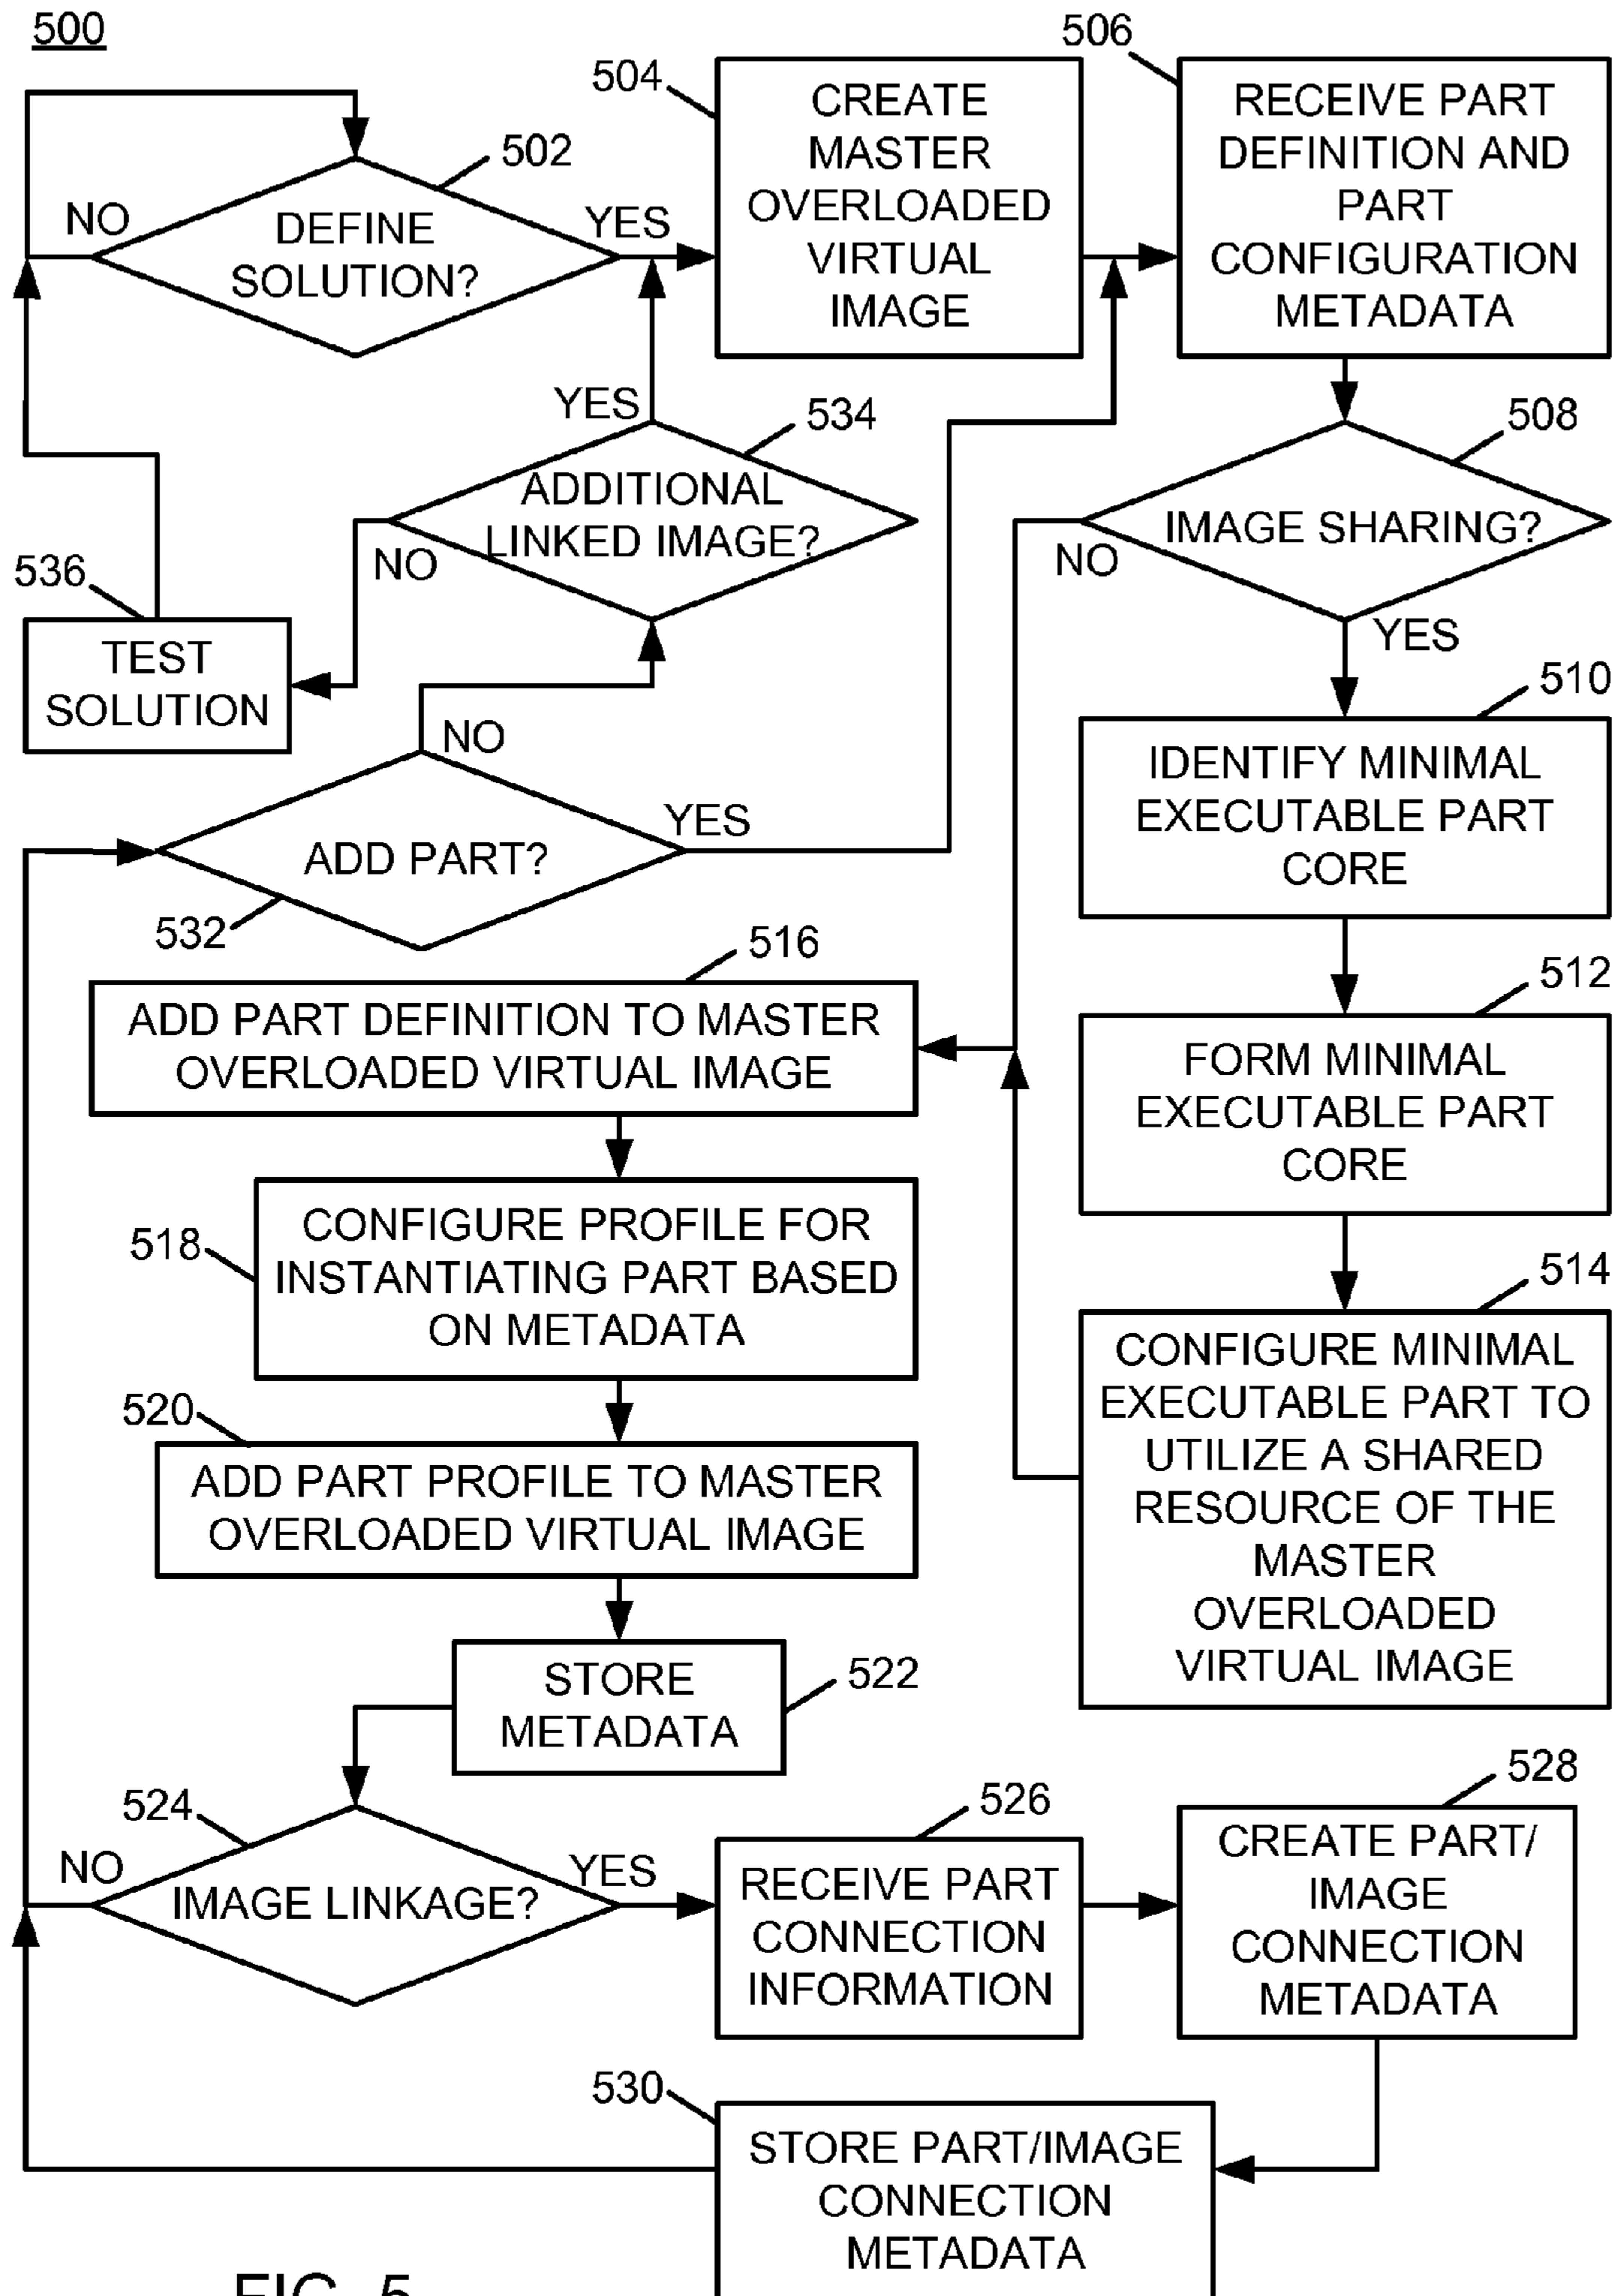 500
502
DEFINE
SOLUTION?
NO
YES
504
CREATE
MASTER
OVERLOADED
VIRTUAL
IMAGE
506
RECEIVE PART
DEFINITION AND
PART
CONFIGURATION
METADATA
508
IMAGE SHARING?
NO
YES
510
IDENTIFY MINIMAL
EXECUTABLE PART
CORE
512
FORM MINIMAL
EXECUTABLE PART
CORE
514
CONFIGURE MINIMAL
EXECUTABLE PART TO
UTILIZE A SHARED
RESOURCE OF THE
MASTER
OVERLOADED
VIRTUAL IMAGE
516
ADD PART DEFINITION TO MASTER
OVERLOADED VIRTUAL IMAGE
518
CONFIGURE PROFILE FOR
INSTANTIATING PART BASED
ON METADATA
520
ADD PART PROFILE TO MASTER
OVERLOADED VIRTUAL IMAGE
522
STORE
METADATA
524
IMAGE LINKAGE?
NO
YES
526
RECEIVE PART
CONNECTION
INFORMATION
528
CREATE PART/
IMAGE
CONNECTION
METADATA
530
STORE PART/IMAGE
CONNECTION
METADATA
532
ADD PART?
NO
YES
534
ADDITIONAL
LINKED IMAGE?
YES
NO
536
TEST
SOLUTION
FIG. 5